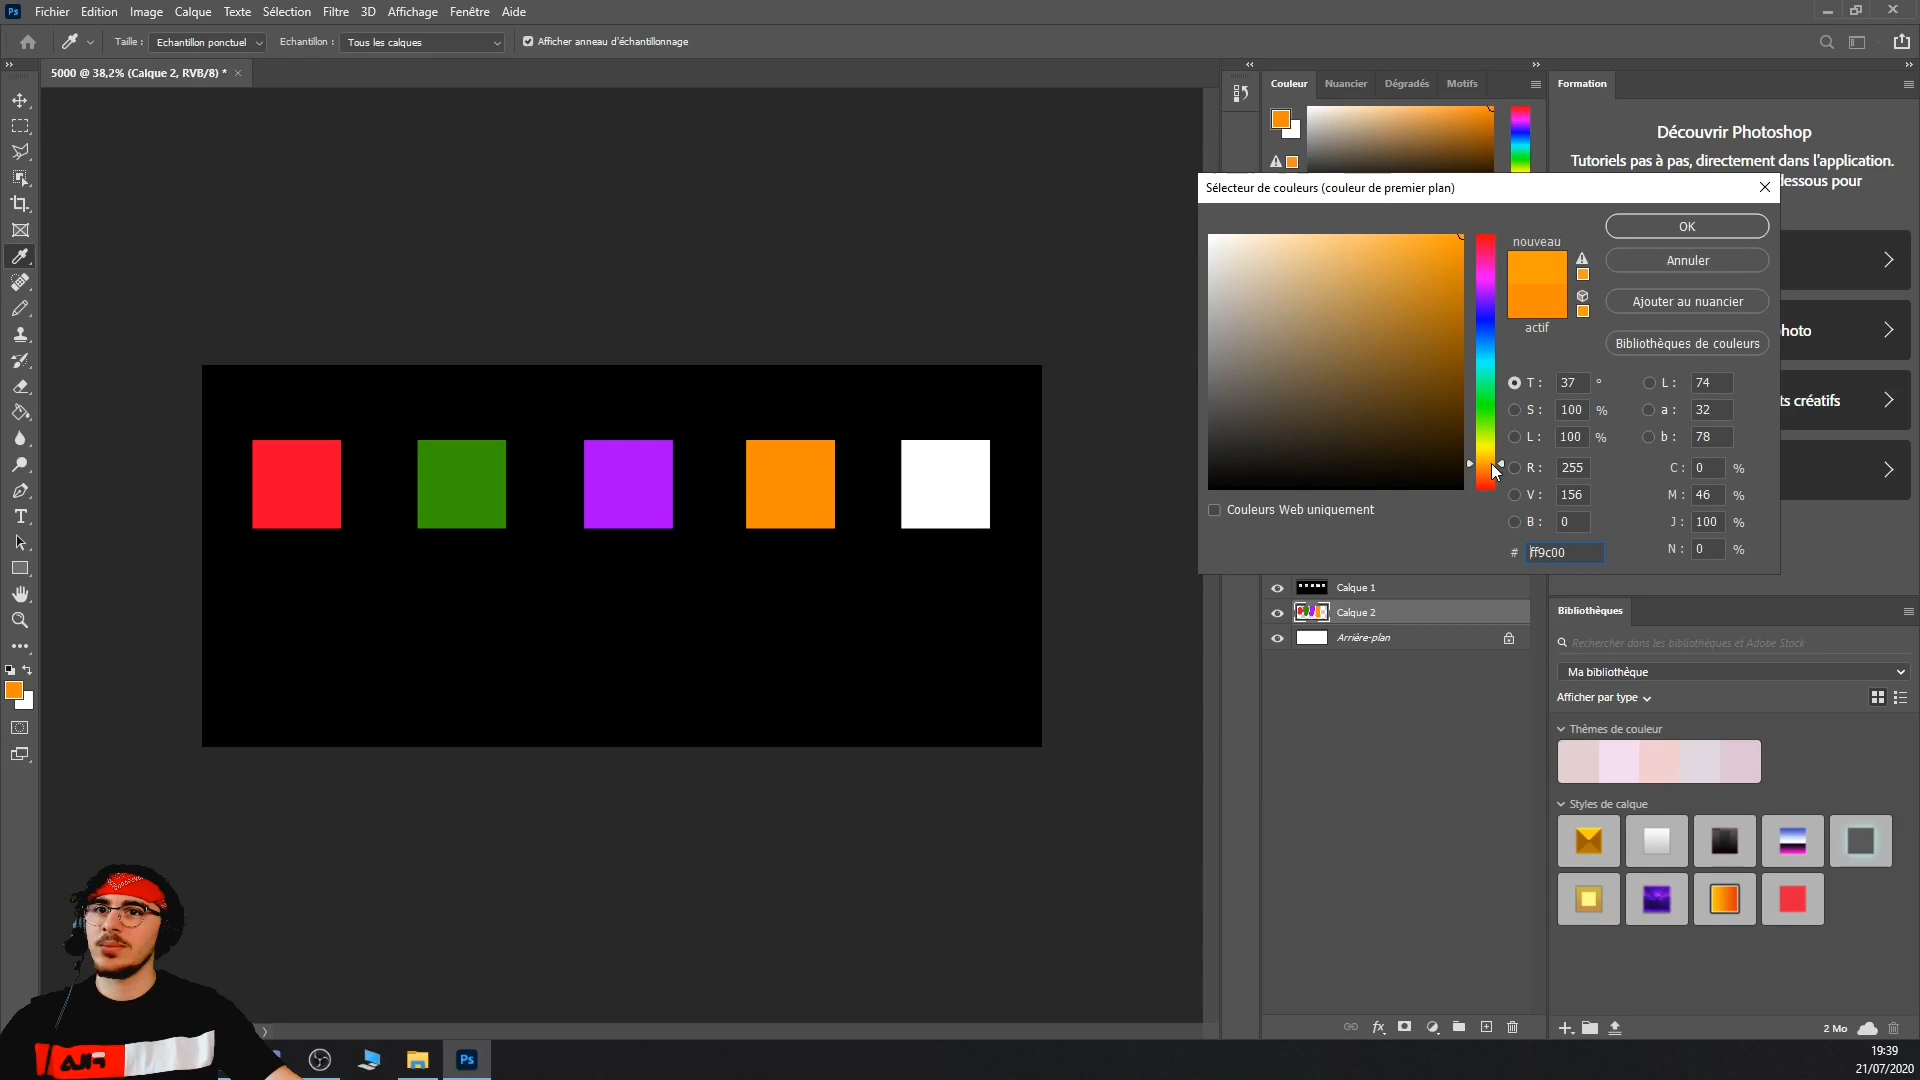 Ps Fichier Edition Image Calque Texte Sélection Filtre 3D Affichage Fenêtre Aide
Taille : Echantillon ponctuel Echantillon : Tous les calques Afficher anneau d'échantillonnage
5000 @ 38,2% (Calque 2, RVB/8) * ×
Couleur Nuancier Dégradés Motifs
Formation
Découvrir Photoshop
Tutoriels pas à pas, directement dans l'application.
dessous pour
hoto
ts créatifs
Sélecteur de couleurs (couleur de premier plan)
nouveau
actif
OK
Annuler
Ajouter au nuancier
Bibliothèques de couleurs
T : 37 °
S : 100 %
L : 100 %
R : 255
V : 156
B : 0
# ff9c00
L : 74
a : 32
b : 78
C : 0 %
M : 46 %
J : 100 %
N : 0 %
Couleurs Web uniquement
Calque 1
Calque 2
Arrière-plan
fx
Bibliothèques
Rechercher dans les bibliothèques et Adobe Stock
Ma bibliothèque
Afficher par type
Thèmes de couleur
Styles de calque
2 Mo
Ps
19:39
21/07/2020